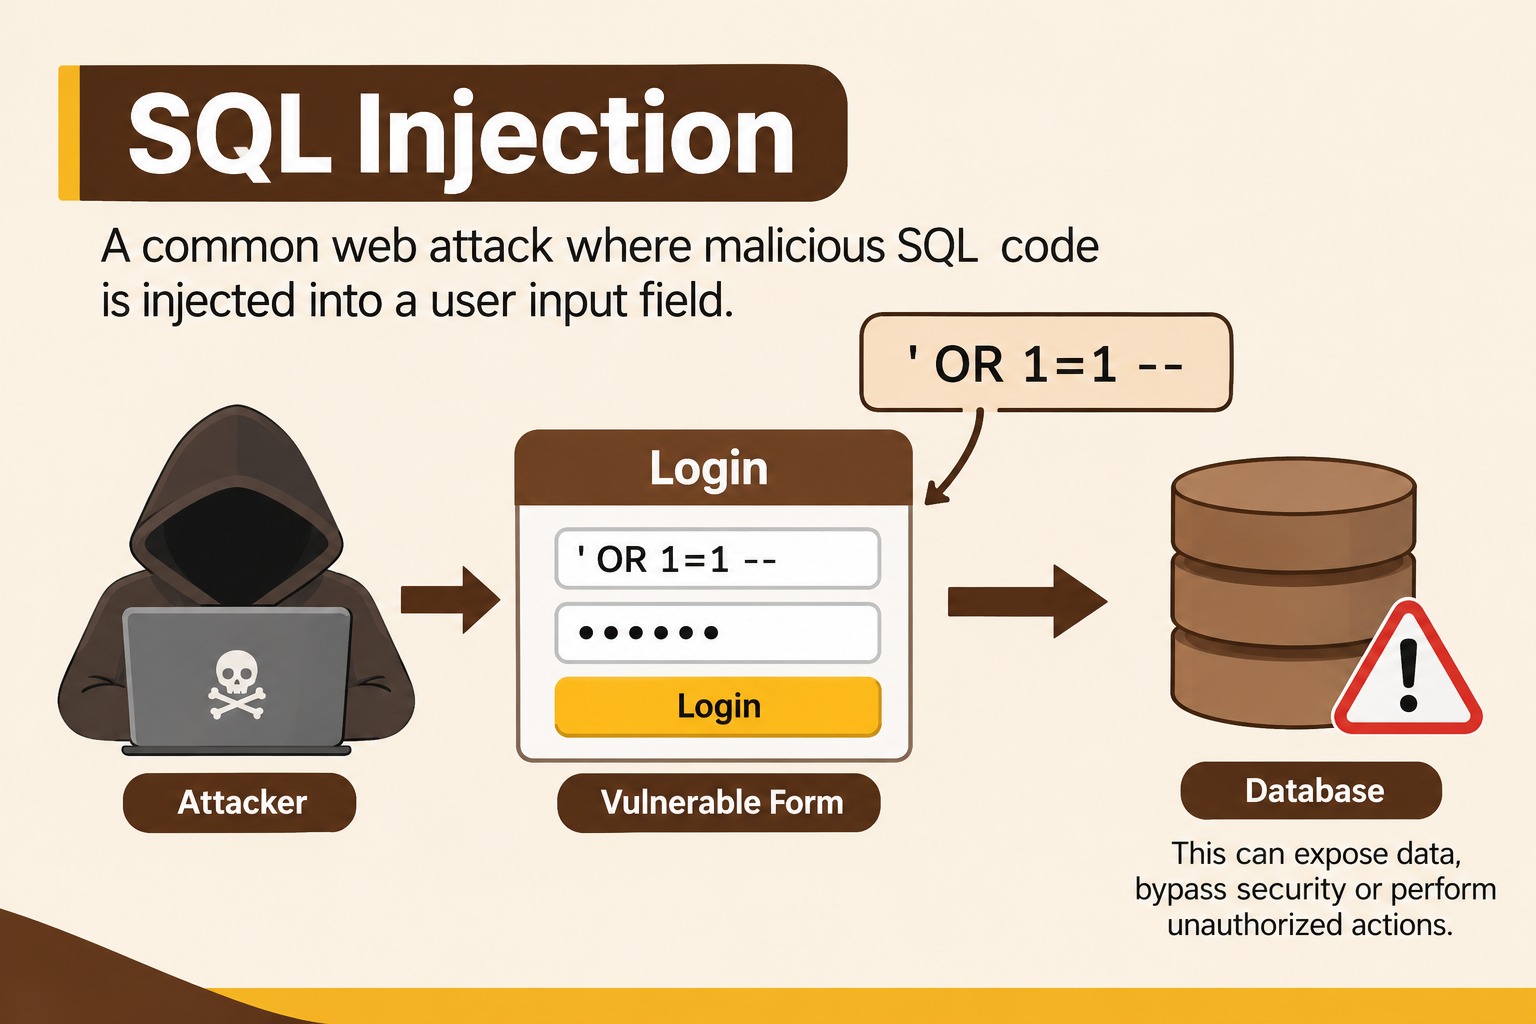 SQL Injection
A common web attack where malicious SQL code
is injected into a user input field.
' OR 1=1 --
Login
' OR 1=1 --
••••••
Login
Attacker
Vulnerable Form
Database
This can expose data,
bypass security or perform
unauthorized actions.